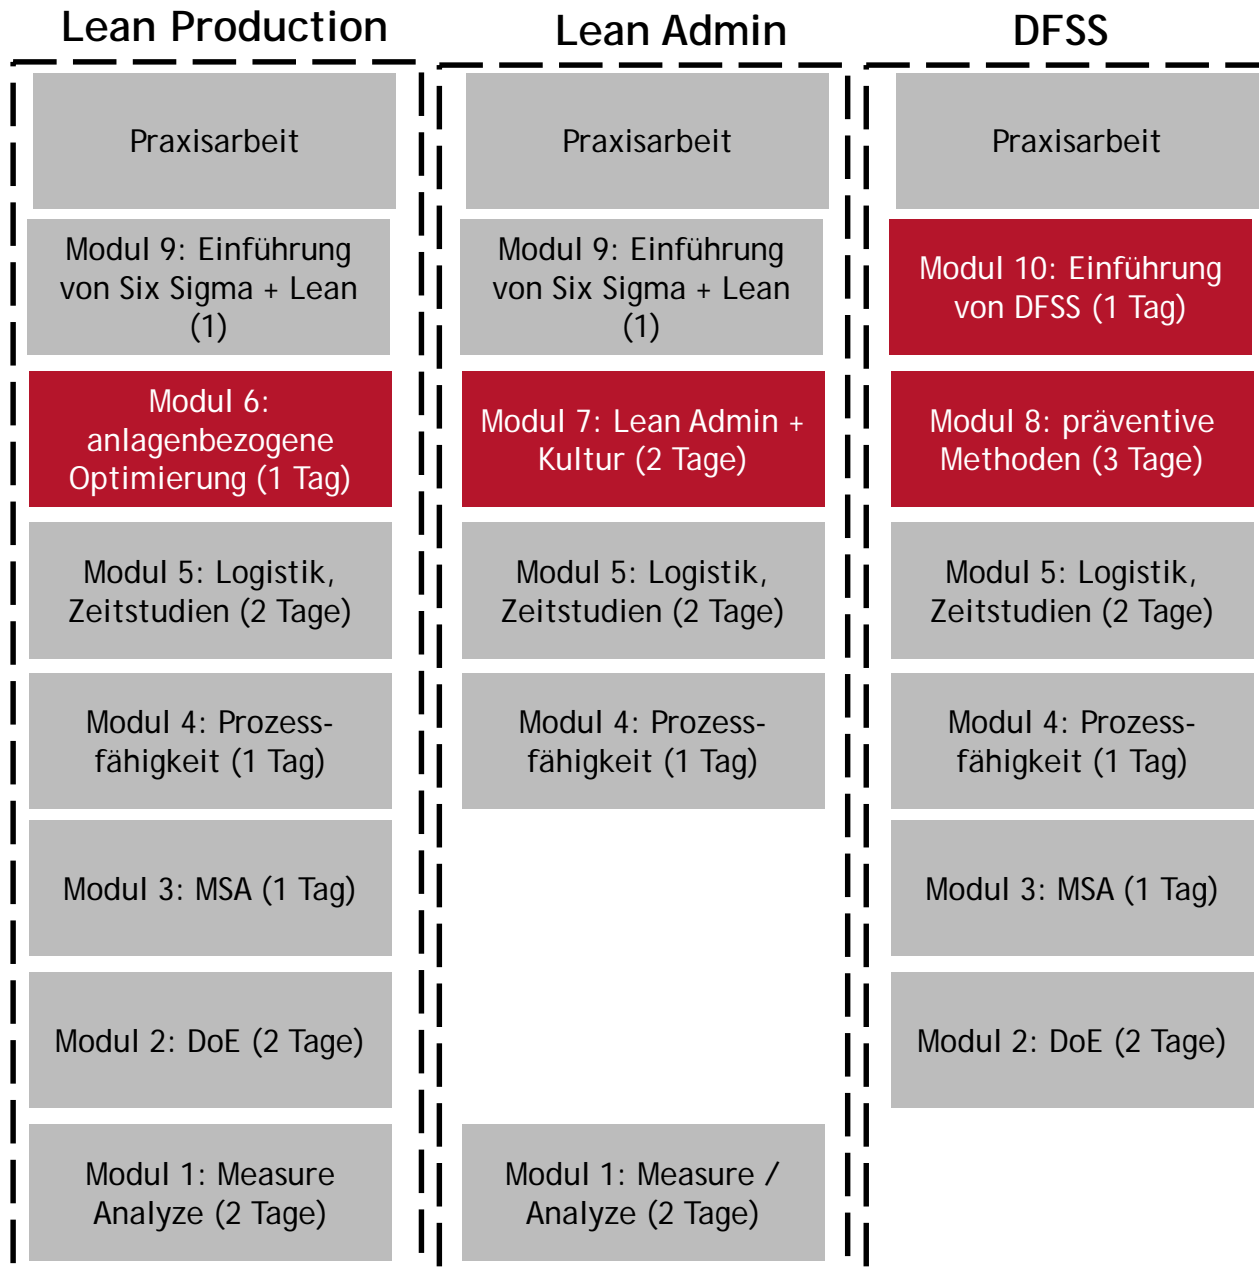 Lean Production
Praxisarbeit
Modul 9: Einführung
von Six Sigma + Lean
(1)
Modul 6:
anlagenbezogene
Optimierung (1 Tag)
Modul 5: Logistik,
Zeitstudien (2 Tage)
Modul 4: Prozess-
fähigkeit (1 Tag)
Modul 3: MSA (1 Tag)
Modul 2: DoE (2 Tage)
Modul 1: Measure
Analyze (2 Tage)
Lean Admin
Praxisarbeit
Modul 9: Einführung
von Six Sigma + Lean
(1)
Modul 7: Lean Admin +
Kultur (2 Tage)
Modul 5: Logistik,
Zeitstudien (2 Tage)
Modul 4: Prozess-
fähigkeit (1 Tag)
Modul 1: Measure /
Analyze (2 Tage)
DFSS
Praxisarbeit
Modul 10: Einführung
von DFSS (1 Tag)
Modul 8: präventive
Methoden (3 Tage)
Modul 5: Logistik,
Zeitstudien (2 Tage)
Modul 4: Prozess-
fähigkeit (1 Tag)
Modul 3: MSA (1 Tag)
Modul 2: DoE (2 Tage)